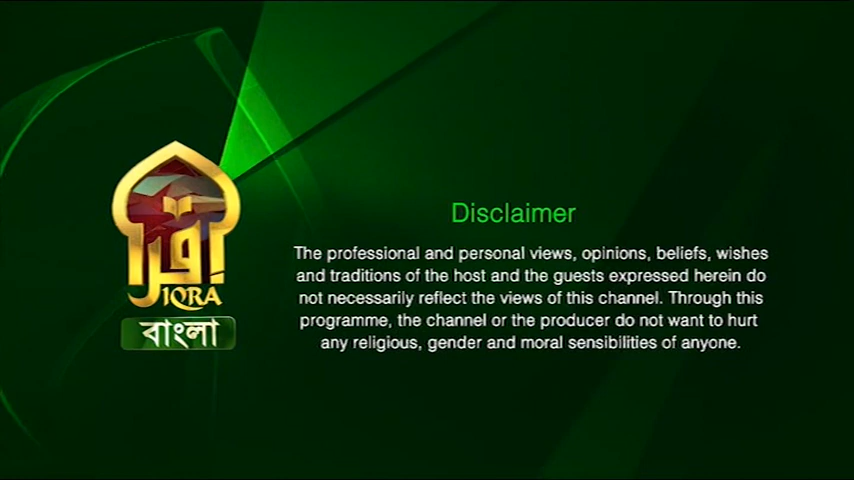 اقرأ
IQRA
বাংলা
Disclaimer
The professional and personal views, opinions, beliefs, wishes
and traditions of the host and the guests expressed herein do
not necessarily reflect the views of this channel. Through this
programme, the channel or the producer do not want to hurt
any religious, gender and moral sensibilities of anyone.